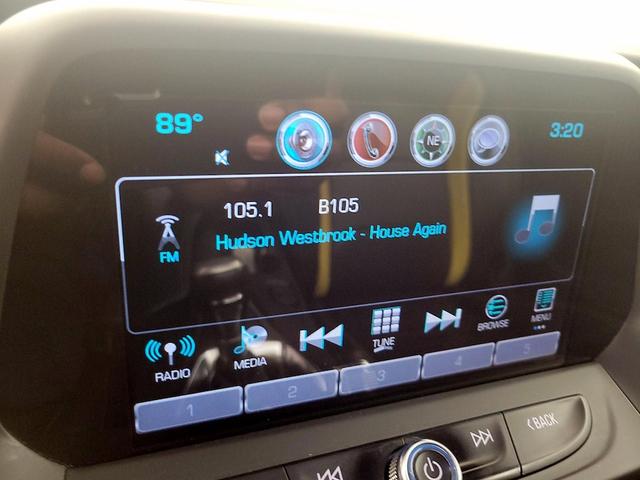 89°
NE
3:20
105.1 B105
FM
Hudson Westbrook - House Again
RADIO
MEDIA
TUNE
BROWSE
MENU
1 2 3 4 5
<BACK